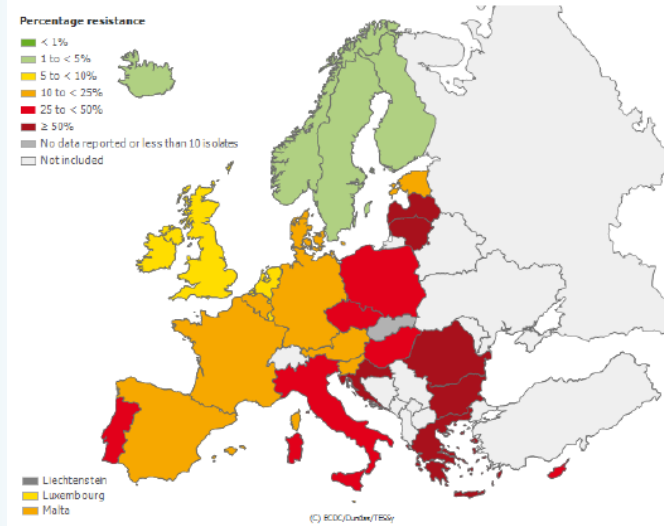 Percentage resistance
< 1%
1 to < 5%
5 to < 10%
10 to < 25%
25 to < 50%
≥ 50%
No data reported or less than 10 isolates
Not included
Liechtenstein
Luxembourg
Malta
(C) ECDC/Dundas/TESSy